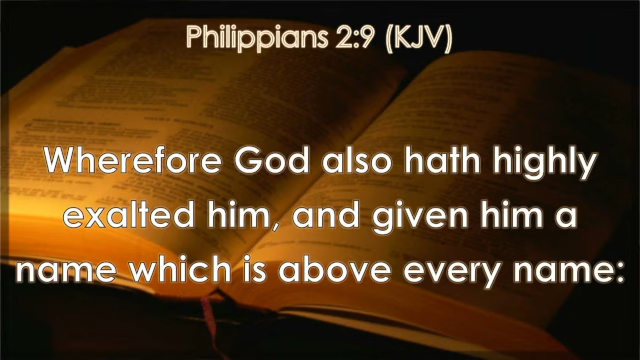 Philippians 2:9 (KJV)
Wherefore God also hath highly
exalted him, and given him a
name which is above every name: